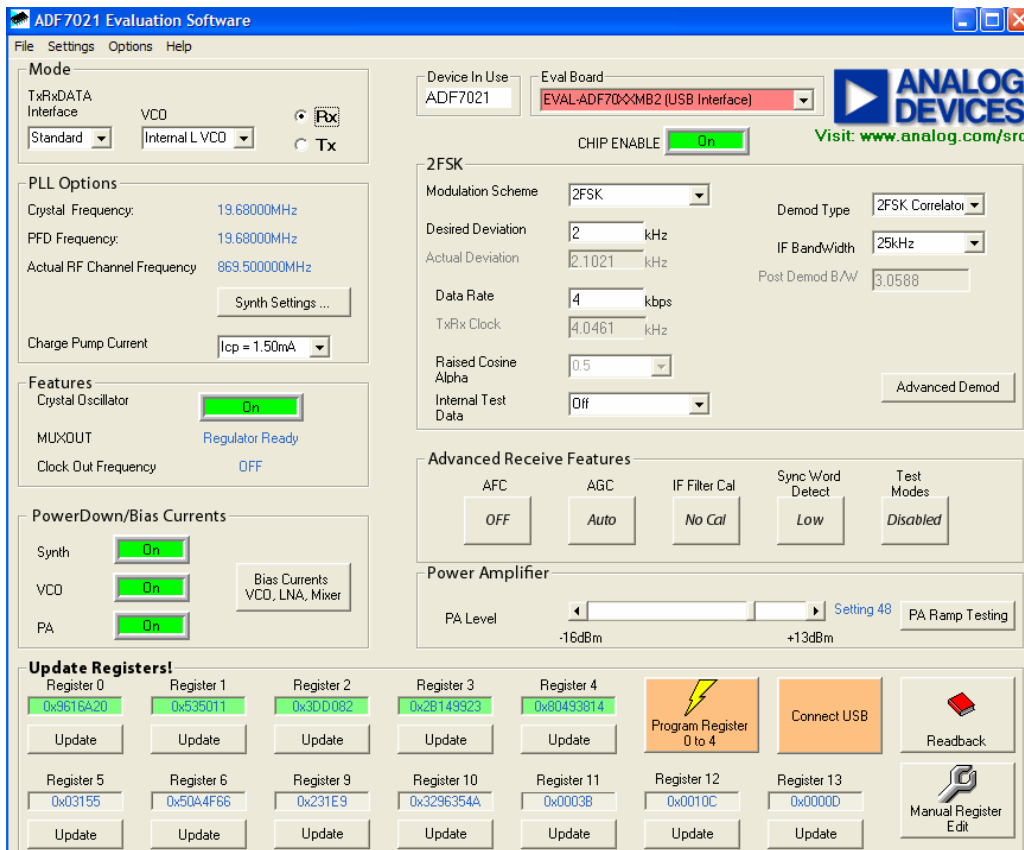 ADF7021 Evaluation Software
File Settings Options Help
Mode
TxRxDATA
Interface
VCO
Standard
Internal L VCO
Rx
Tx
Device In Use
ADF7021
Eval Board
EVAL-ADF70XXMB2 (USB Interface)
ANALOG
DEVICES
Visit: www.analog.com/src
CHIP ENABLE On
PLL Options
Crystal Frequency: 19.68000MHz
PFD Frequency: 19.68000MHz
Actual RF Channel Frequency 869.500000MHz
Synth Settings ...
Charge Pump Current Icp = 1.50mA
2FSK
Modulation Scheme 2FSK
Desired Deviation 2 kHz
Actual Deviation 2.1021 kHz
Data Rate 4 kbps
TxRx Clock 4.0461 kHz
Raised Cosine
Alpha
0.5
Internal Test
Data
Off
Demod Type 2FSK Correlator
IF BandWidth 25kHz
Post Demod B/W 3.0588
Advanced Demod
Features
Crystal Oscillator On
MUXOUT Regulator Ready
Clock Out Frequency OFF
Advanced Receive Features
AFC
OFF
AGC
Auto
IF Filter Cal
No Cal
Sync Word
Detect
Low
Test
Modes
Disabled
PowerDown/Bias Currents
Synth On
VCO On
PA On
Bias Currents
VCO, LNA, Mixer
Power Amplifier
PA Level
-16dBm
+13dBm
Setting 48
PA Ramp Testing
Update Registers!
Register 0 Register 1 Register 2 Register 3 Register 4
0x9616A20 0x535011 0x3DD082 0x2B149923 0x80493814
Update Update Update Update Update
Program Register
0 to 4
Connect USB
Readback
Register 5 Register 6 Register 9 Register 10 Register 11 Register 12 Register 13
0x03155 0x50A4F66 0x231E9 0x3296354A 0x0003B 0x0010C 0x0000D
Update Update Update Update Update Update Update
Manual Register
Edit